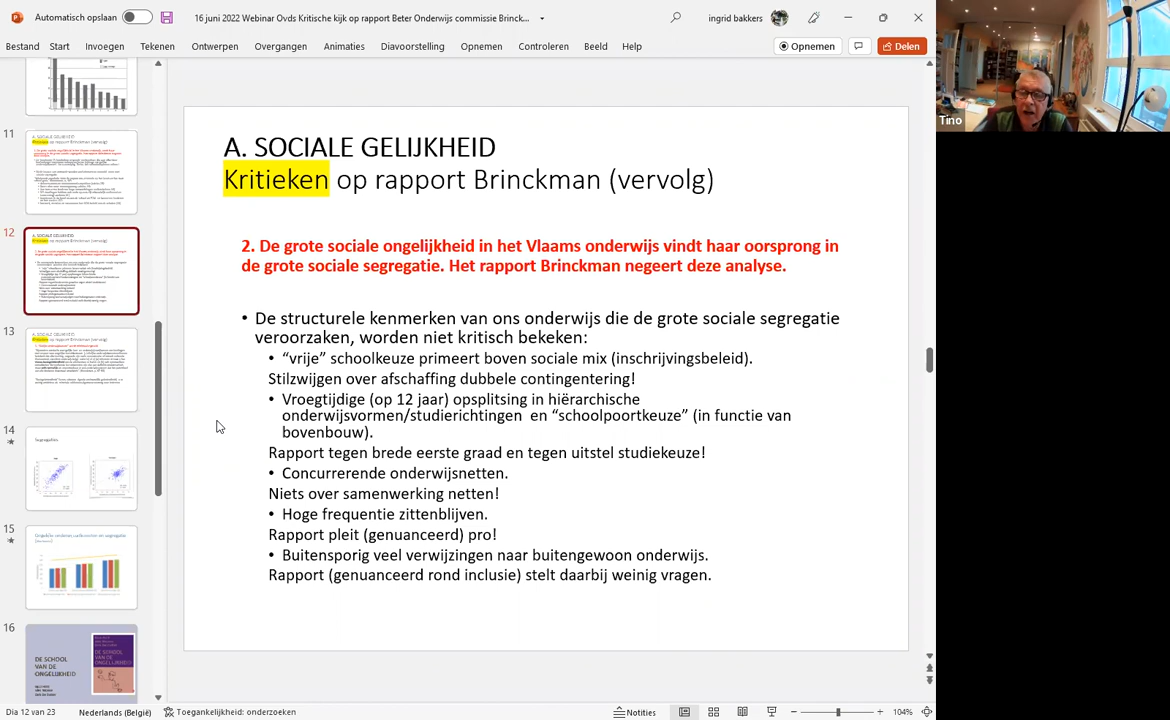 Automatisch opslaan
16 juni 2022 Webinar Ovds Kritische kijk op rapport Beter Onderwijs commissie Brinck...
ingrid bakkers
Bestand Start Invoegen Tekenen Ontwerpen Overgangen Animaties Diavoorstelling Opnemen Controleren Beeld Help
Opnemen
Delen
Tino
11
12
13
14
Segregatie
15
16
DE SCHOOL
VAN DE
ONGELIJKHEID
A. SOCIALE GELIJKHEID
Kritieken op rapport Brinckman (vervolg)
2. De grote sociale ongelijkheid in het Vlaams onderwijs vindt haar oorsprong in
de grote sociale segregatie. Het rapport Brinckman negeert deze analyse.
• De structurele kenmerken van ons onderwijs die de grote sociale segregatie
veroorzaken, worden niet kritisch bekeken:
• “vrije” schoolkeuze primeert boven sociale mix (inschrijvingsbeleid).
Stilzwijgen over afschaffing dubbele contingentering!
• Vroegtijdige (op 12 jaar) opsplitsing in hiërarchische
onderwijsvormen/studierichtingen en “schoolpoortkeuze” (in functie van
bovenbouw).
Rapport tegen brede eerste graad en tegen uitstel studiekeuze!
• Concurrerende onderwijsnetten.
Niets over samenwerking netten!
• Hoge frequentie zittenblijven.
Rapport pleit (genuanceerd) pro!
• Buitensporig veel verwijzingen naar buitengewoon onderwijs.
Rapport (genuanceerd rond inclusie) stelt daarbij weinig vragen.
Dia 12 van 23
Nederlands (België)
Toegankelijkheid: onderzoeken
Notities
104%